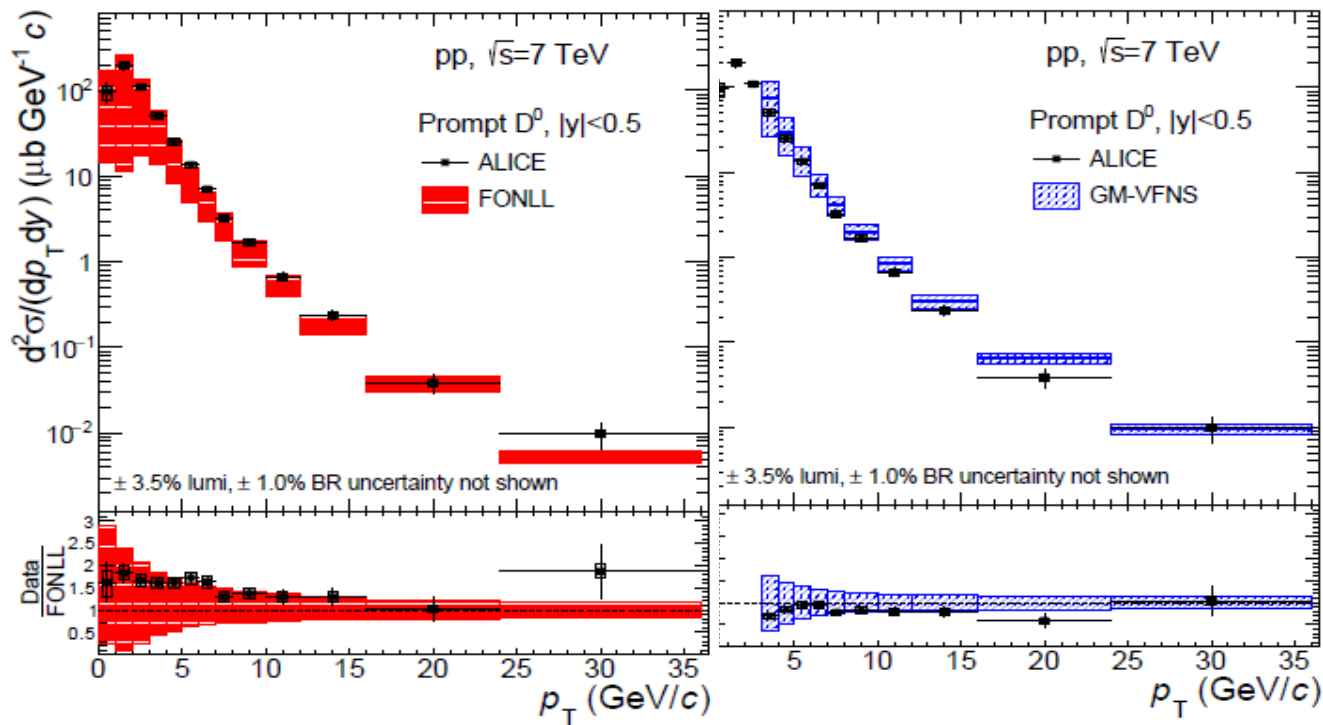 d²σ/(dp_T dy) (μb GeV⁻¹ c)
10²
10
1
10⁻¹
10⁻²
pp, √s=7 TeV
Prompt D⁰, |y|<0.5
ALICE
FONLL
± 3.5% lumi, ± 1.0% BR uncertainty not shown
Data
FONLL
3
2.5
2
1.5
1
0.5
0 5 10 15 20 25 30 35
p_T (GeV/c)
pp, √s=7 TeV
Prompt D⁰, |y|<0.5
ALICE
GM-VFNS
± 3.5% lumi, ± 1.0% BR uncertainty not shown
5 10 15 20 25 30 35
p_T (GeV/c)